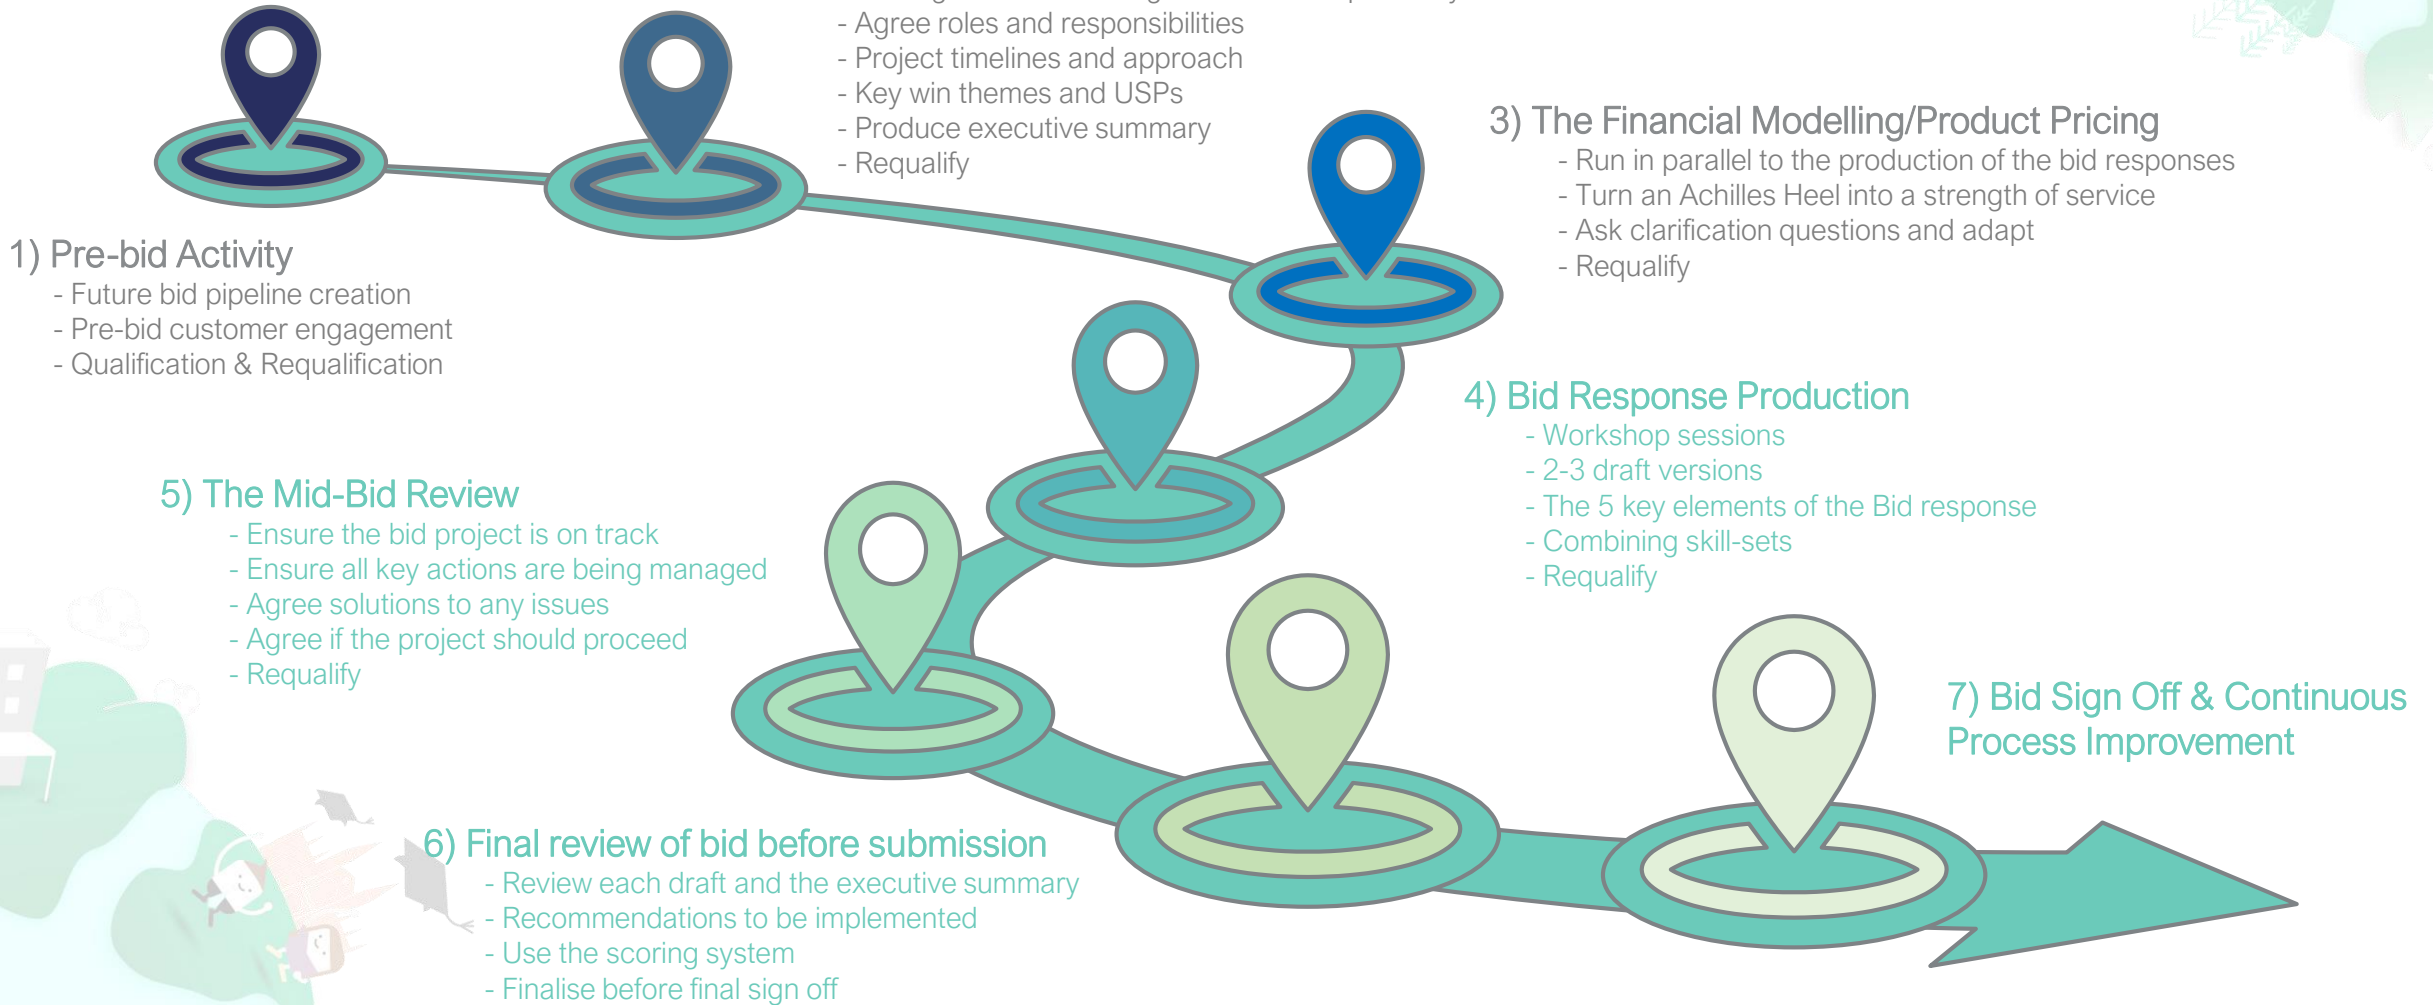 - Agree roles and responsibilities
- Project timelines and approach
- Key win themes and USPs
- Produce executive summary
- Requalify
1) Pre-bid Activity
- Future bid pipeline creation
- Pre-bid customer engagement
- Qualification & Requalification
3) The Financial Modelling/Product Pricing
- Run in parallel to the production of the bid responses
- Turn an Achilles Heel into a strength of service
- Ask clarification questions and adapt
- Requalify
4) Bid Response Production
- Workshop sessions
- 2-3 draft versions
- The 5 key elements of the Bid response
- Combining skill-sets
- Requalify
5) The Mid-Bid Review
- Ensure the bid project is on track
- Ensure all key actions are being managed
- Agree solutions to any issues
- Agree if the project should proceed
- Requalify
6) Final review of bid before submission
- Review each draft and the executive summary
- Recommendations to be implemented
- Use the scoring system
- Finalise before final sign off
7) Bid Sign Off & Continuous
Process Improvement